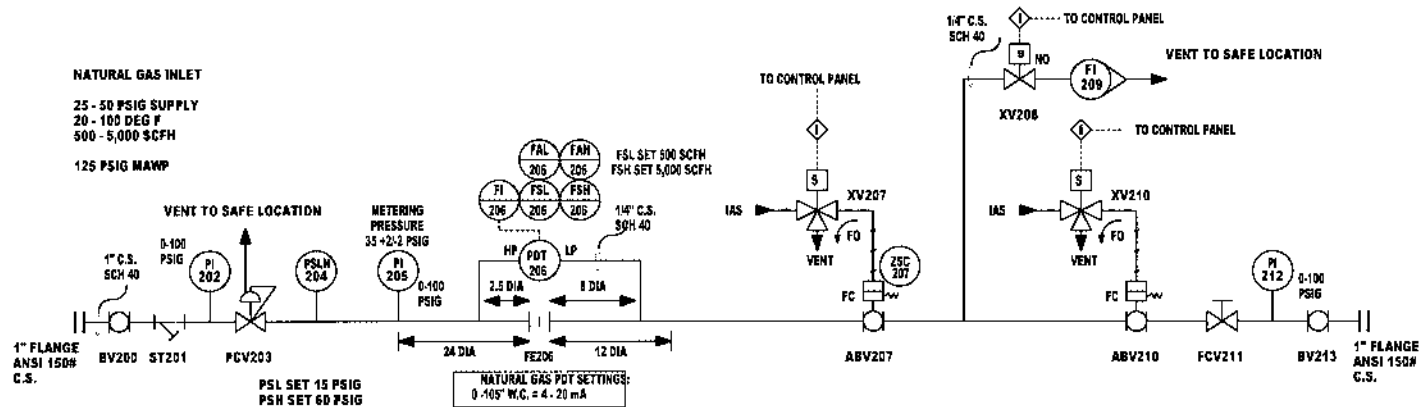 NATURAL GAS INLET
25 - 50 PSIG SUPPLY
20 - 100 DEG F
500 - 5,000 SCFH
125 PSIG MAWP
1/4" C.S.
SCH 40
I
TO CONTROL PANEL
NO
XV208
FI
209
VENT TO SAFE LOCATION
TO CONTROL PANEL
I
S
XV207
IAS
VENT
FO
FC
ZSC
207
TO CONTROL PANEL
S
XV210
IAS
VENT
FO
FC
FAL
206
FAH
206
FI
206
FSL
206
FSH
206
FSL SET 500 SCFH
FSH SET 5,000 SCFH
1/4" C.S.
SCH 40
HP
PDT
206
LP
2.5 DIA
8 DIA
24 DIA
12 DIA
VENT TO SAFE LOCATION
METERING
PRESSURE
35 +2/-2 PSIG
1" C.S.
SCH 40
0-100
PSIG
PI
202
PSLH
204
PI
205
0-100
PSIG
PI
212
0-100
PSIG
1" FLANGE
ANSI 150#
C.S.
BV200
ST201
PCV203
FE206
ABV207
ABV210
FCV211
BV213
1" FLANGE
ANSI 150#
C.S.
PSL SET 15 PSIG
PSH SET 60 PSIG
NATURAL GAS PDT SETTINGS:
0 -105" W.C. = 4 - 20 mA